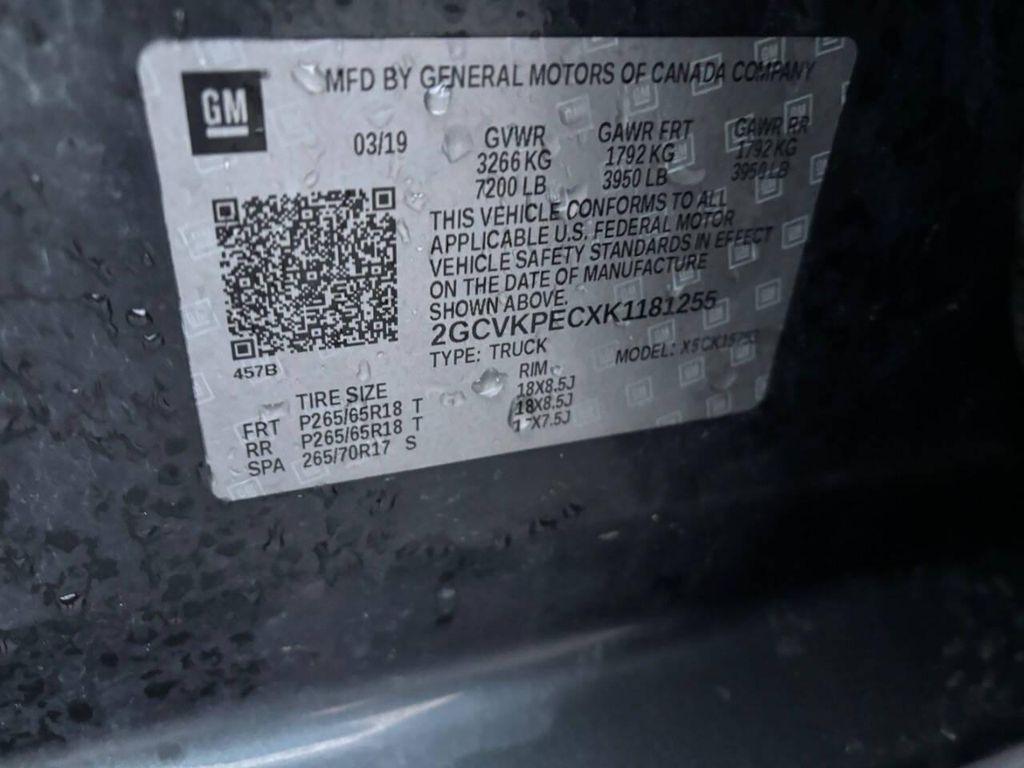 GM
MFD BY GENERAL MOTORS OF CANADA COMPANY
03/19
GVWR GAWR FRT GAWR RR
3266 KG 1792 KG 1792 KG
7200 LB 3950 LB 3950 LB
THIS VEHICLE CONFORMS TO ALL
APPLICABLE U.S. FEDERAL MOTOR
VEHICLE SAFETY STANDARDS IN EFFECT
ON THE DATE OF MANUFACTURE
SHOWN ABOVE.
2GCVKPECXK1181255
TYPE: TRUCK MODEL:
457B
TIRE SIZE RIM
FRT P265/65R18 T 18X8.5J
RR P265/65R18 T 18X8.5J
SPA 265/70R17 S 17X7.5J